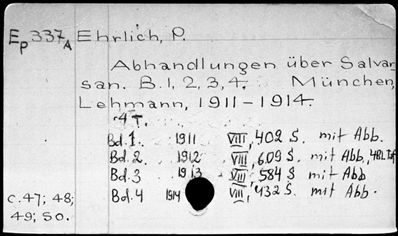 Ep 337A Ehrlich, P.
Abhandlungen über Salvar
san. B. 1, 2, 3, 4. München,
Lehmann, 1911-1914.
4 T.
Bd. 1. 1911 VIII, 402 S. mit Abb.
Bd. 2 1912 VIII, 609 S. mit Abb,
Bd. 3 1913 VIII, 584 S mit Abb
c. 47; 48; Bd. 4 1914 VIII, 432 S. mit Abb.
49; 50.